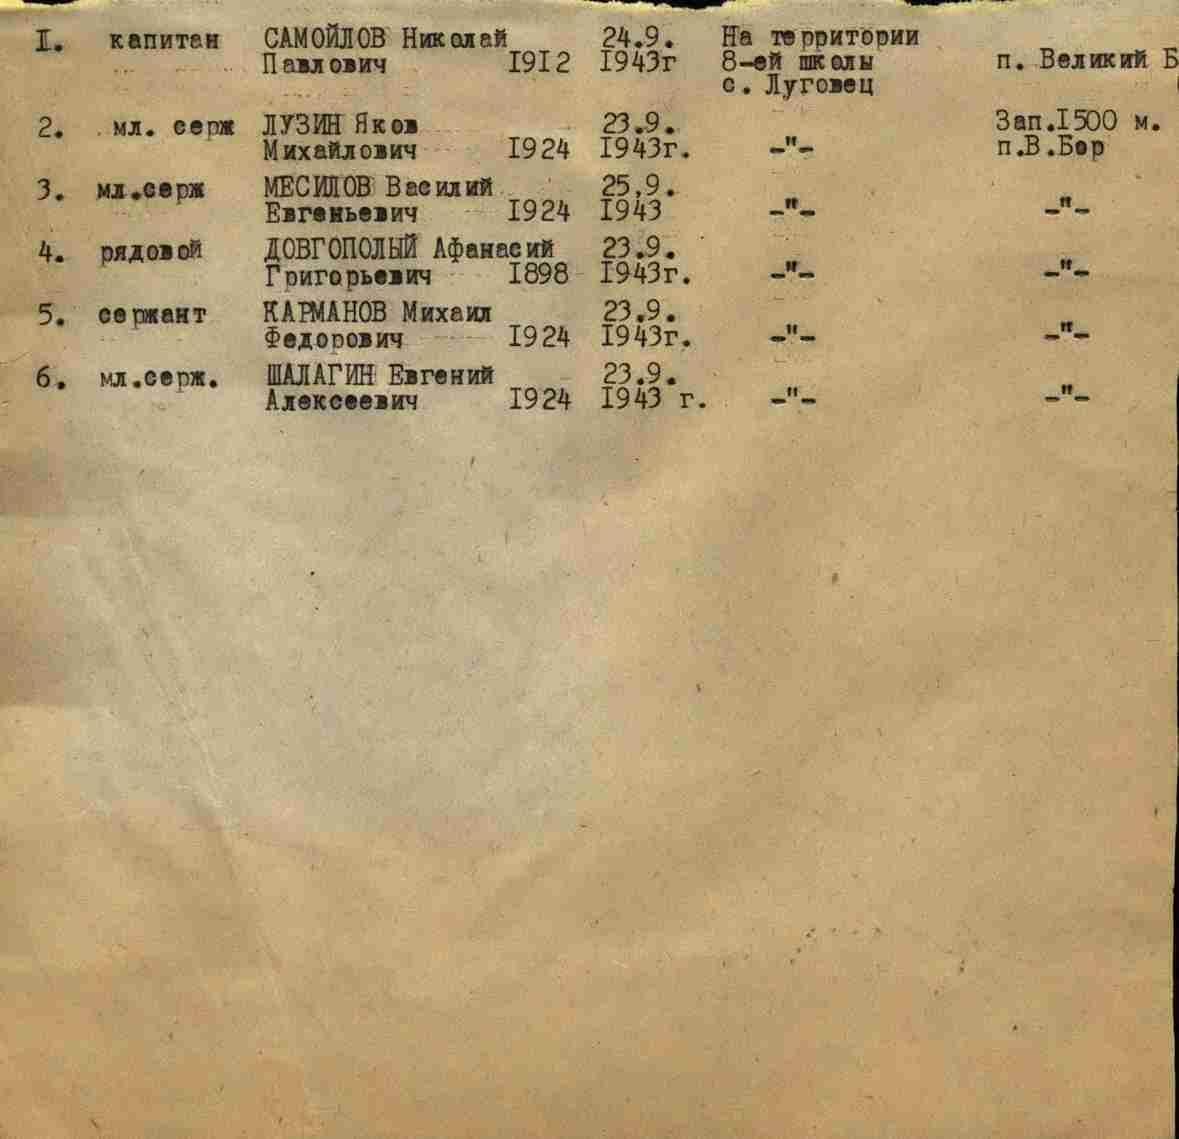 I. капитан САМОЙЛОВ Николай 24.9. На территории
Павлович I9I2 I943г 8-ей школы п. Великий Б
с. Луговец
2. мл. серж ЛУЗИН Яков 23.9. Зап.I500 м.
Михайлович I924 I943г. -"- п.В.Бор
3. мл.серж МЕСИЛОВ Василий 25.9.
Евгеньевич I924 I943 -"- -"-
4. рядовой ДОВГОПОЛЫЙ Афанасий 23.9.
Григорьевич I898 I943г. -"- -"-
5. сержант КАРМАНОВ Михаил 23.9.
Федорович I924 I943г. -"- -"-
6. мл.серж. ШАЛАГИН Евгений 23.9.
Алексеевич I924 I943 г. -"- -"-